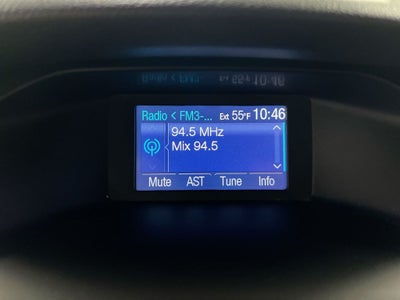 Radio < FM3-... Ext 55°F 10:46
94.5 MHz
Mix 94.5
Mute AST Tune Info